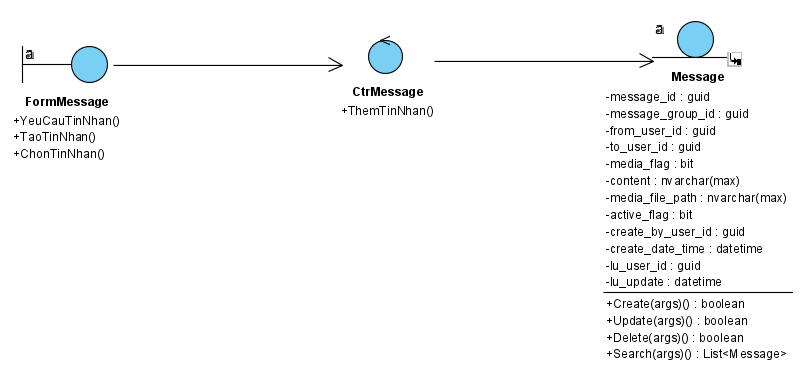 a
a
FormMessage
+YeuCauTinNhan()
+TaoTinNhan()
+ChonTinNhan()
CtrMessage
+ThemTinNhan()
Message
-message_id : guid
-message_group_id : guid
-from_user_id : guid
-to_user_id : guid
-media_flag : bit
-content : nvarchar(max)
-media_file_path : nvarchar(max)
-active_flag : bit
-create_by_user_id : guid
-create_date_time : datetime
-lu_user_id : guid
-lu_update : datetime
+Create(args)() : boolean
+Update(args)() : boolean
+Delete(args)() : boolean
+Search(args)() : List<Message>